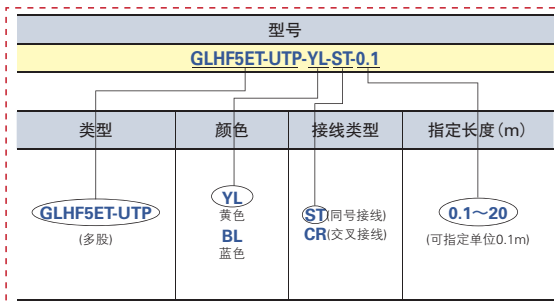 型号
GLHF5ET-UTP-YL-ST-0.1
类型 颜色 接线类型 指定长度(m)
GLHF5ET-UTP
(多股)
YL
黄色
BL
蓝色
ST(同号接线)
CR(交叉接线)
0.1～20
(可指定单位0.1m)